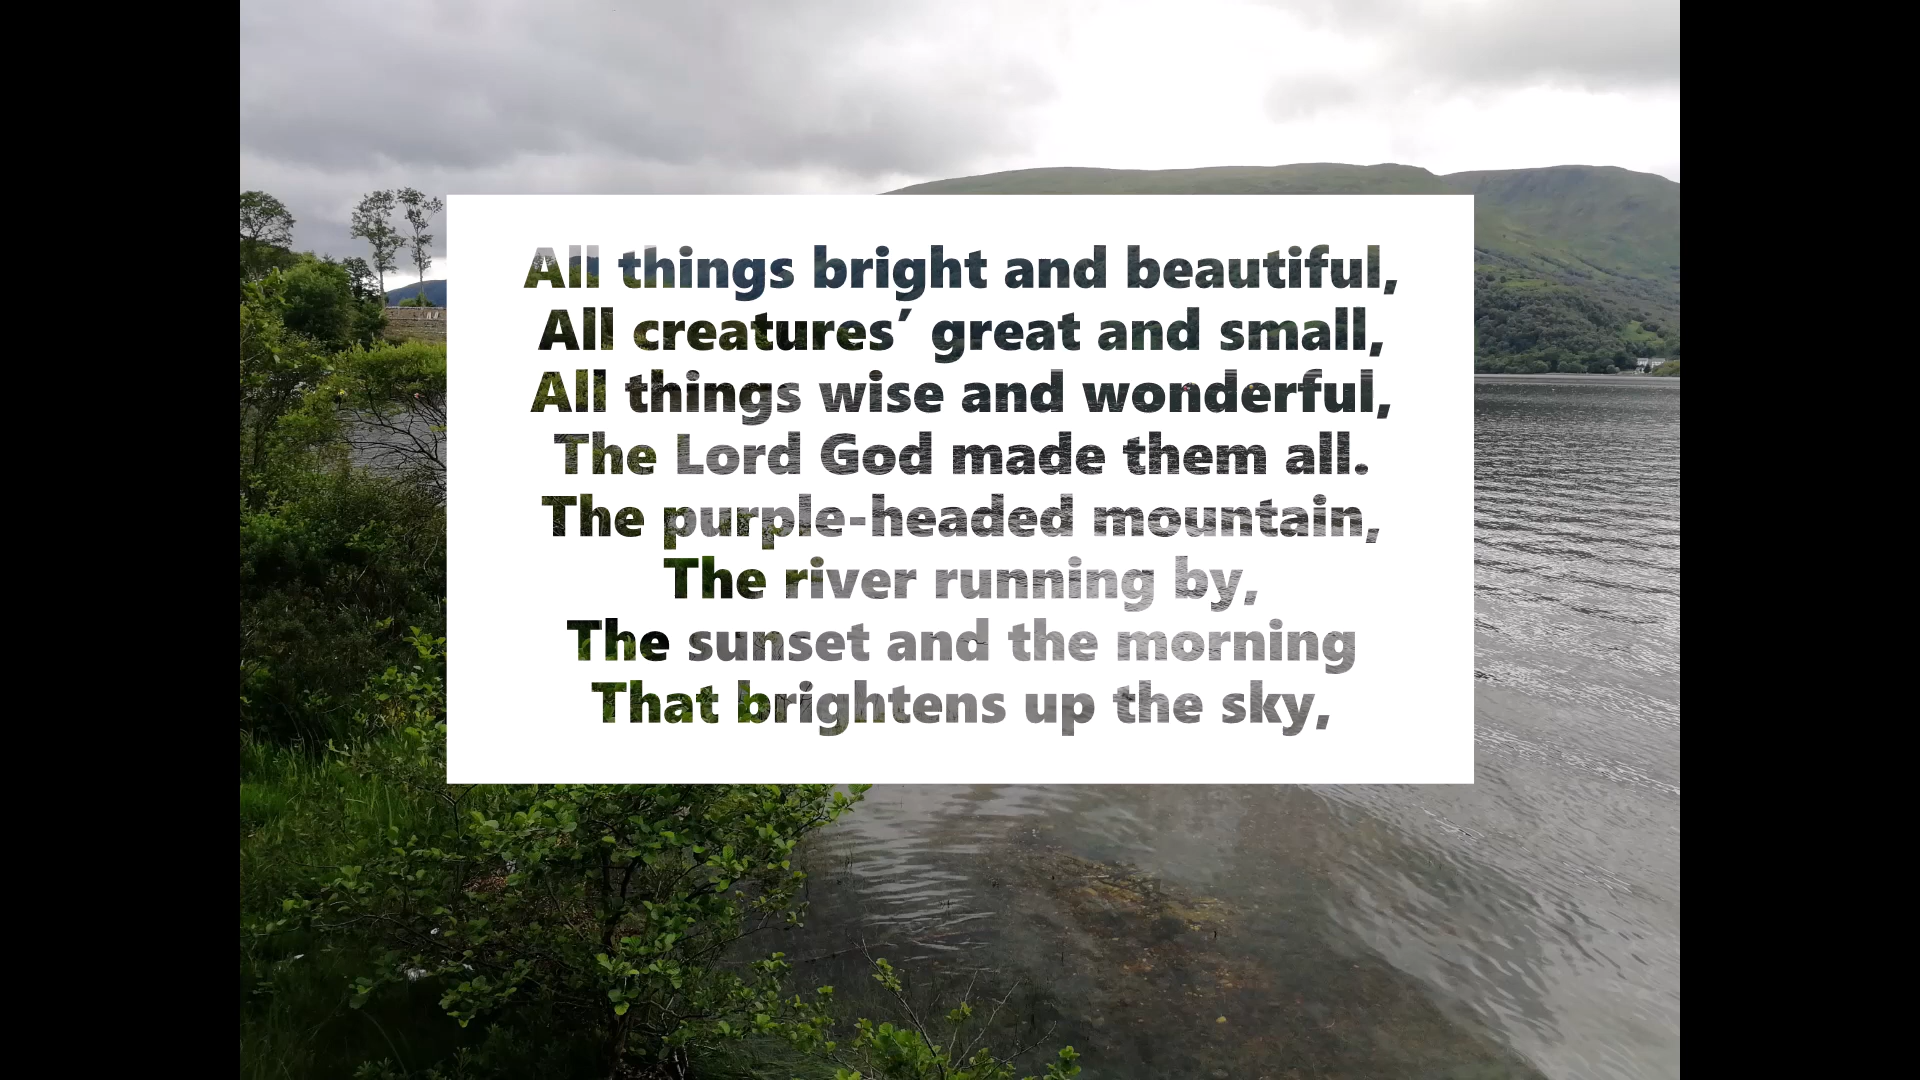 All things bright and beautiful,
All creatures’ great and small,
All things wise and wonderful,
The Lord God made them all.
The purple-headed mountain,
The river running by,
The sunset and the morning
That brightens up the sky,